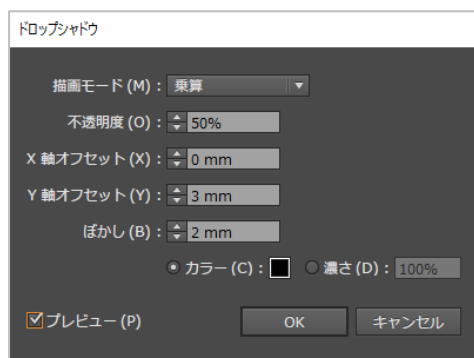 ドロップシャドウ
描画モード (M) : 乗算
不透明度 (O) : 50%
X 軸オフセット (X) : 0 mm
Y 軸オフセット (Y) : 3 mm
ぼかし (B) : 2 mm
カラー (C) : 濃さ (D) : 100%
プレビュー (P) OK キャンセル